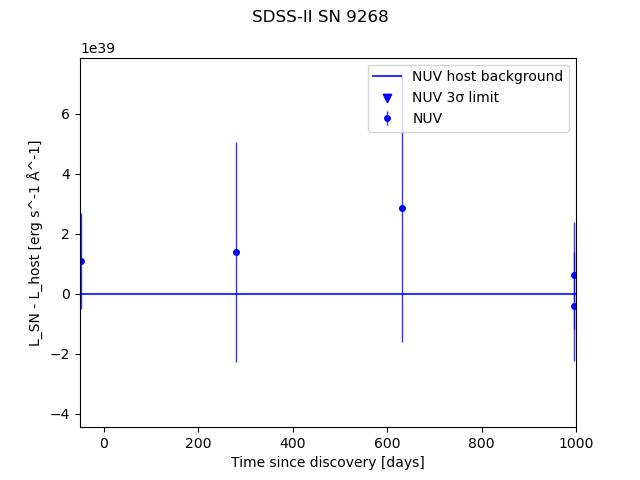 SDSS-II SN 9268
1e39
NUV host background
NUV 3σ limit
NUV
6
4
2
0
−2
−4
L_SN - L_host [erg s^-1 Å^-1]
0 200 400 600 800 1000
Time since discovery [days]